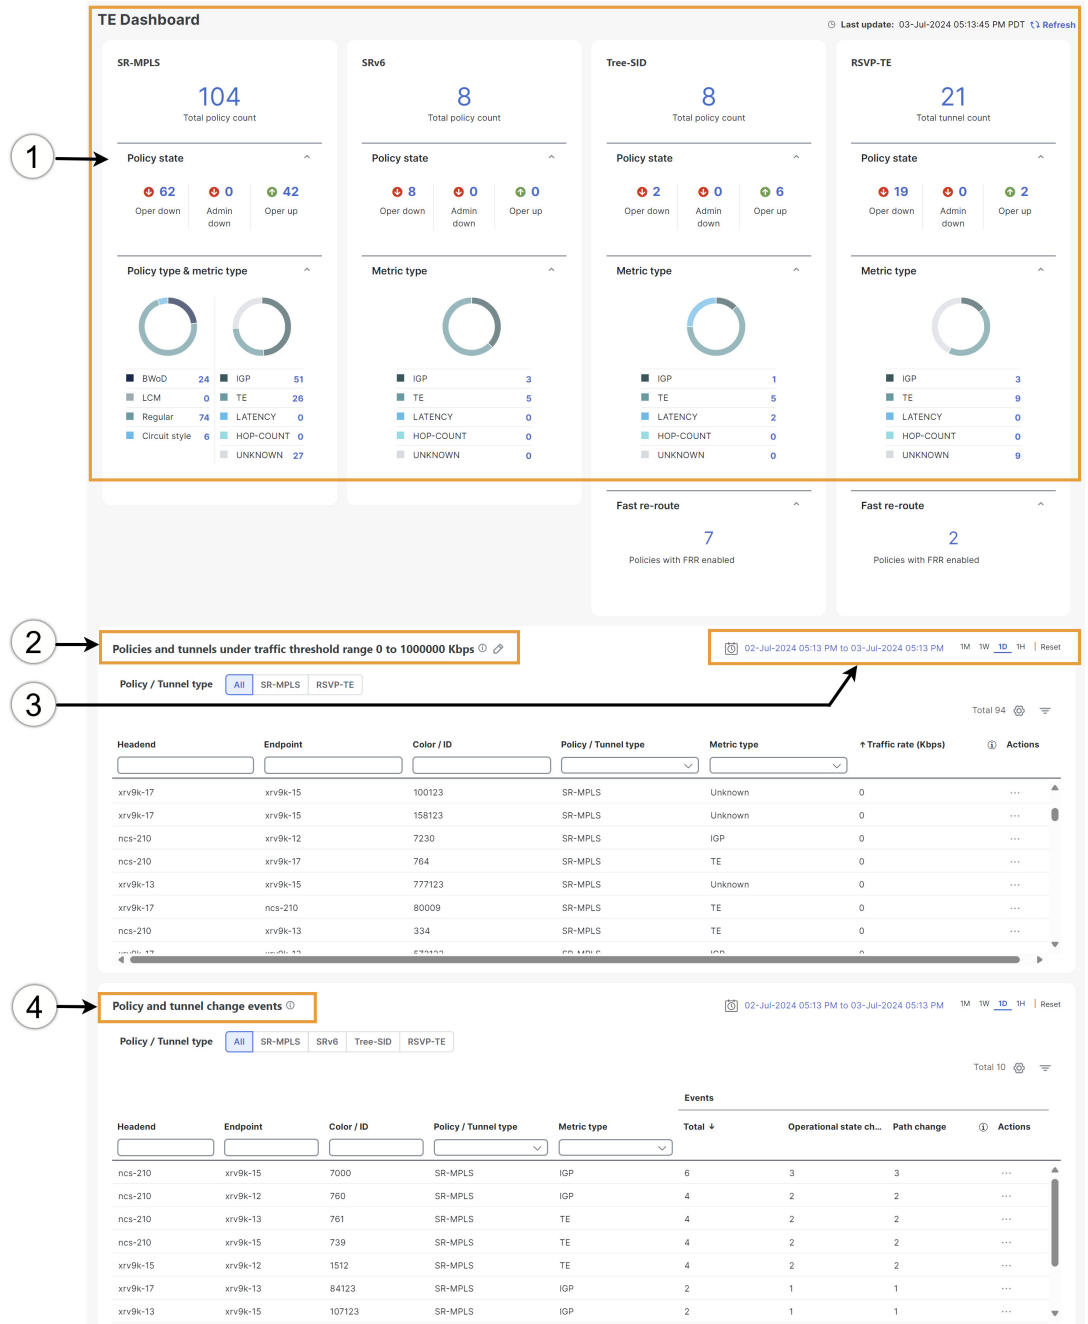 TE Dashboard
Last update: 03-Jul-2024 05:13:45 PM PDT Refresh
SR-MPLS
104
Total policy count
Policy state
62 0 42
Oper down Admin down Oper up
Policy type & metric type
BWoD 24
LCM 0
Regular 74
Circuit style 6
IGP 51
TE 26
LATENCY 0
HOP-COUNT 0
UNKNOWN 27
SRv6
8
Total policy count
Policy state
8 0 0
Oper down Admin down Oper up
Metric type
IGP 3
TE 5
LATENCY 0
HOP-COUNT 0
UNKNOWN 0
Tree-SID
8
Total policy count
Policy state
2 0 6
Oper down Admin down Oper up
Metric type
IGP 1
TE 5
LATENCY 2
HOP-COUNT 0
UNKNOWN 0
Fast re-route
7
Policies with FRR enabled
RSVP-TE
21
Total tunnel count
Policy state
19 0 2
Oper down Admin down Oper up
Metric type
IGP 3
TE 9
LATENCY 0
HOP-COUNT 0
UNKNOWN 9
Fast re-route
2
Policies with FRR enabled
1
2
3
4
Policies and tunnels under traffic threshold range 0 to 1000000 Kbps
02-Jul-2024 05:13 PM to 03-Jul-2024 05:13 PM 1M 1W 1D 1H | Reset
Policy / Tunnel type All SR-MPLS RSVP-TE
Total 94
Headend Endpoint Color / ID Policy / Tunnel type Metric type Traffic rate (Kbps) Actions
xrv9k-17 xrv9k-15 100123 SR-MPLS Unknown 0 ...
xrv9k-17 xrv9k-15 158123 SR-MPLS Unknown 0 ...
ncs-210 xrv9k-12 7230 SR-MPLS IGP 0 ...
ncs-210 xrv9k-17 764 SR-MPLS TE 0 ...
xrv9k-13 xrv9k-15 777123 SR-MPLS Unknown 0 ...
xrv9k-17 ncs-210 80009 SR-MPLS TE 0 ...
ncs-210 xrv9k-13 334 SR-MPLS TE 0 ...
Policy and tunnel change events
02-Jul-2024 05:13 PM to 03-Jul-2024 05:13 PM 1M 1W 1D 1H | Reset
Policy / Tunnel type All SR-MPLS SRv6 Tree-SID RSVP-TE
Total 10
Events
Headend Endpoint Color / ID Policy / Tunnel type Metric type Total Operational state ch... Path change Actions
ncs-210 xrv9k-15 7000 SR-MPLS IGP 6 3 3 ...
ncs-210 xrv9k-12 760 SR-MPLS IGP 4 2 2 ...
ncs-210 xrv9k-13 761 SR-MPLS TE 4 2 2 ...
ncs-210 xrv9k-15 739 SR-MPLS TE 4 2 2 ...
xrv9k-15 xrv9k-12 1512 SR-MPLS TE 4 2 2 ...
xrv9k-17 xrv9k-13 84123 SR-MPLS IGP 2 1 1 ...
xrv9k-13 xrv9k-15 107123 SR-MPLS IGP 2 1 1 ...